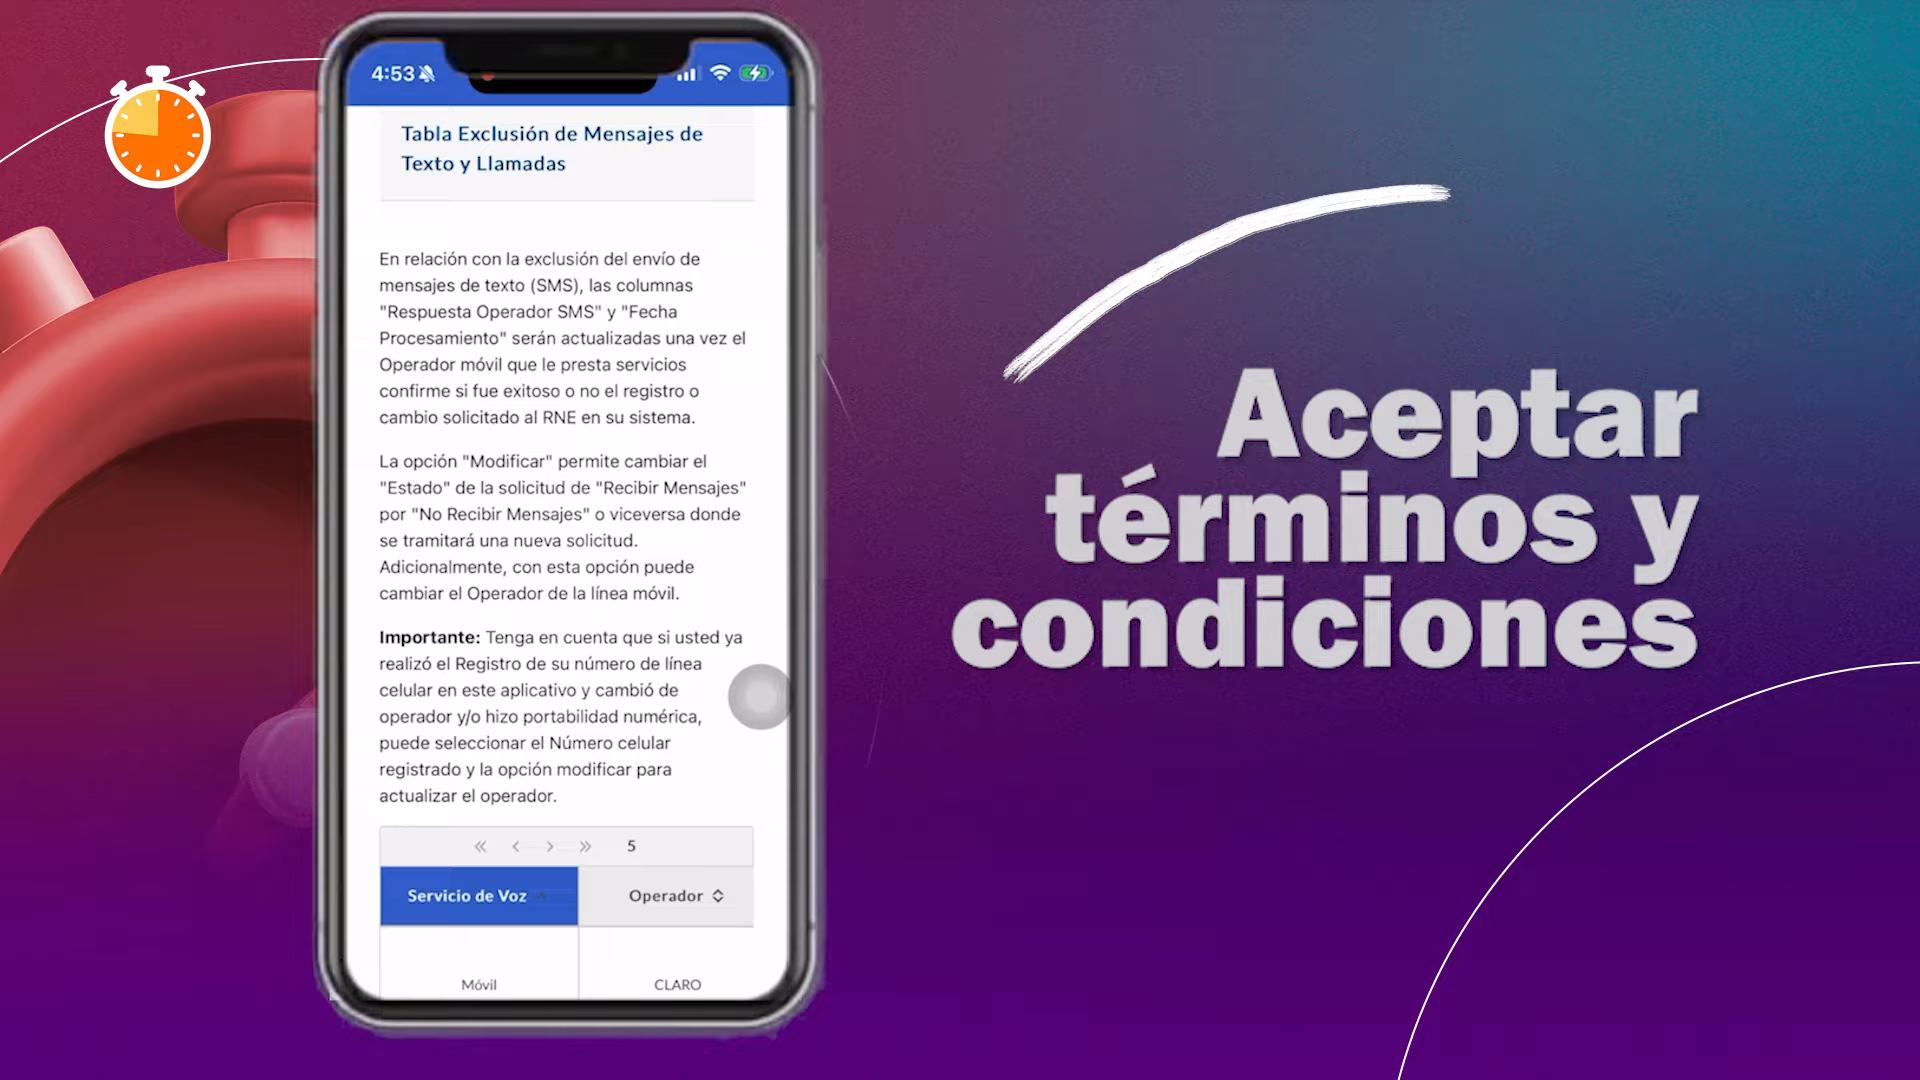 4:53
Tabla Exclusión de Mensajes de
Texto y Llamadas
En relación con la exclusión del envío de
mensajes de texto (SMS), las columnas
"Respuesta Operador SMS" y "Fecha
Procesamiento" serán actualizadas una vez el
Operador móvil que le presta servicios
confirme si fue exitoso o no el registro o
cambio solicitado al RNE en su sistema.
La opción "Modificar" permite cambiar el
"Estado" de la solicitud de "Recibir Mensajes"
por "No Recibir Mensajes" o viceversa donde
se tramitará una nueva solicitud.
Adicionalmente, con esta opción puede
cambiar el Operador de la línea móvil.
Importante: Tenga en cuenta que si usted ya
realizó el Registro de su número de línea
celular en este aplicativo y cambió de
operador y/o hizo portabilidad numérica,
puede seleccionar el Número celular
registrado y la opción modificar para
actualizar el operador.
« ‹ › » 5
Servicio de Voz Operador
Móvil CLARO
Aceptar
términos y
condiciones